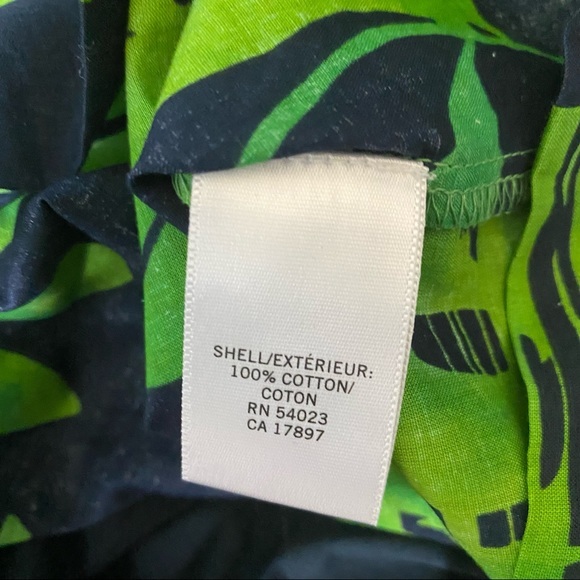 SHELL/EXTÉRIEUR:
100% COTTON/
COTON
RN 54023
CA 17897